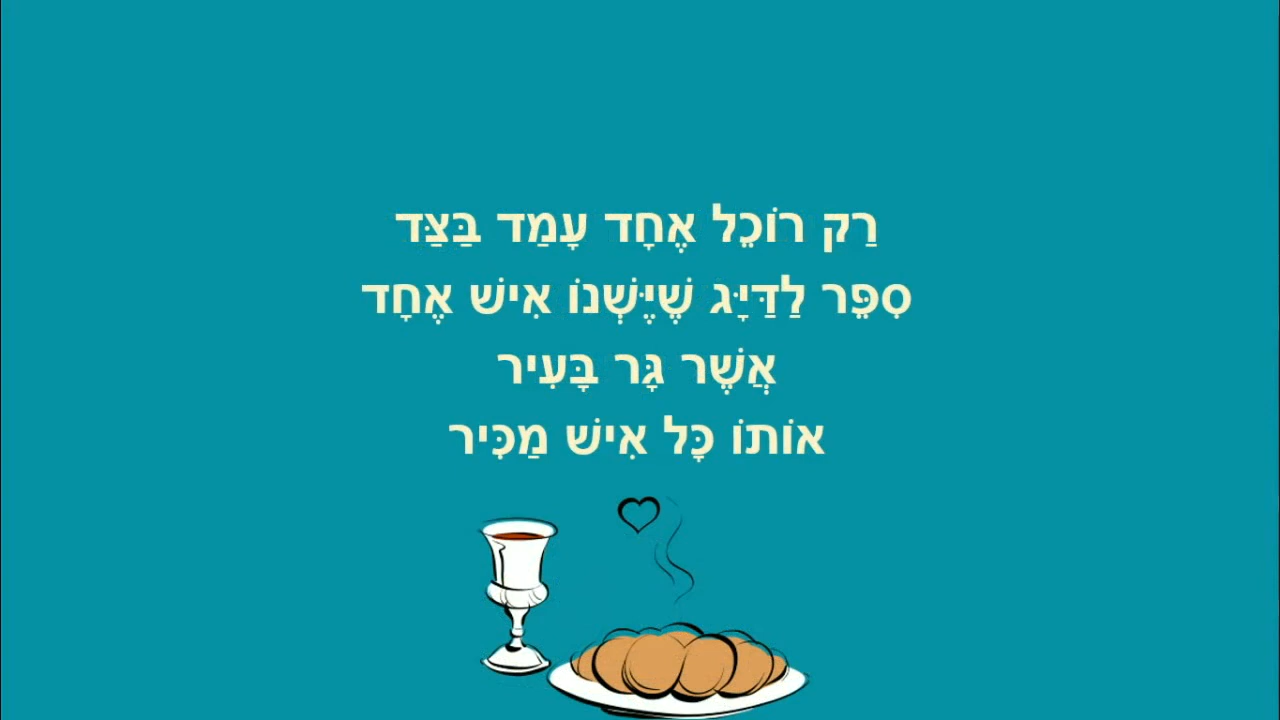 רַק רוֹכֵל אֶחָד עָמַד בַּצַּד
סִפֵּר לַדַּיָּג שֶׁיֶּשְׁנוֹ אִישׁ אֶחָד
אֲשֶׁר גָּר בָּעִיר
אוֹתוֹ כָּל אִישׁ מַכִּיר